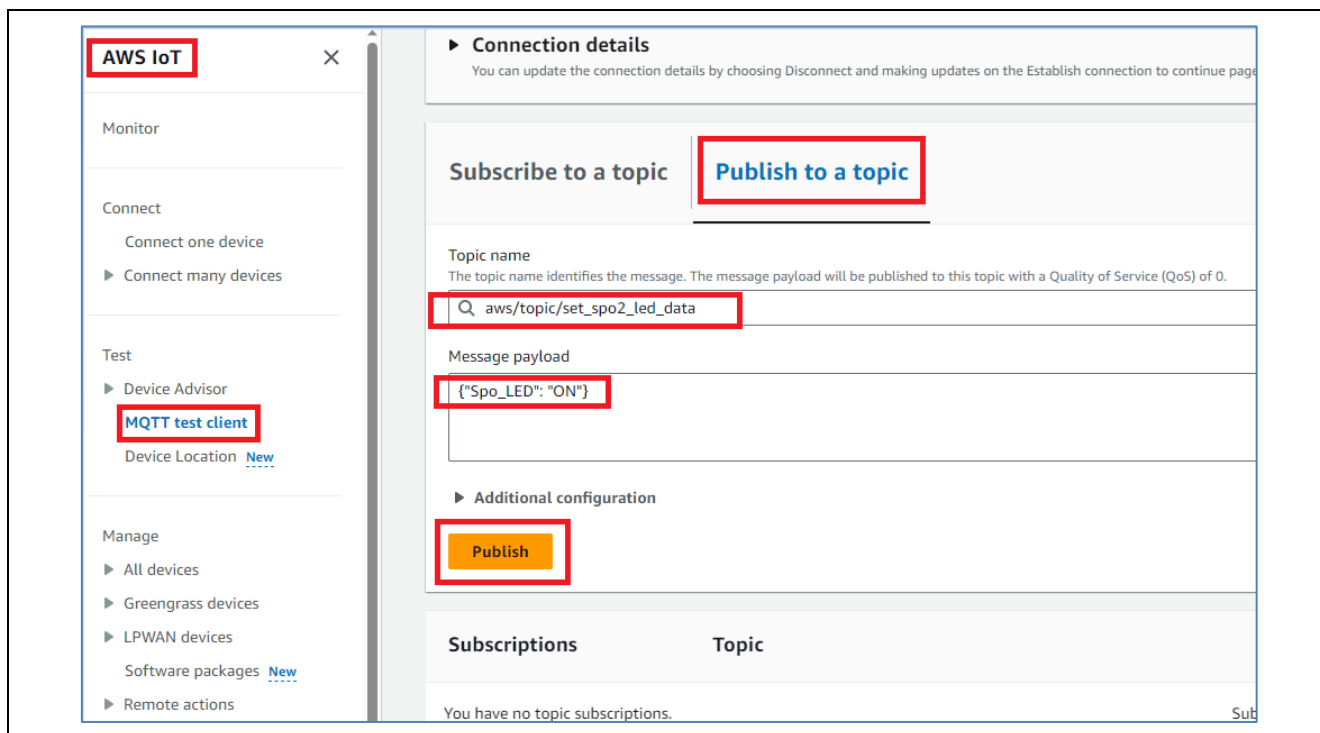 AWS IoT
Monitor
Connect
Connect one device
Connect many devices
Test
Device Advisor
MQTT test client
Device Location New
Manage
All devices
Greengrass devices
LPWAN devices
Software packages New
Remote actions
Connection details
You can update the connection details by choosing Disconnect and making updates on the Establish connection to continue page
Subscribe to a topic
Publish to a topic
Topic name
The topic name identifies the message. The message payload will be published to this topic with a Quality of Service (QoS) of 0.
aws/topic/set_spo2_led_data
Message payload
{"Spo_LED": "ON"}
Additional configuration
Publish
Subscriptions Topic
You have no topic subscriptions. Sub